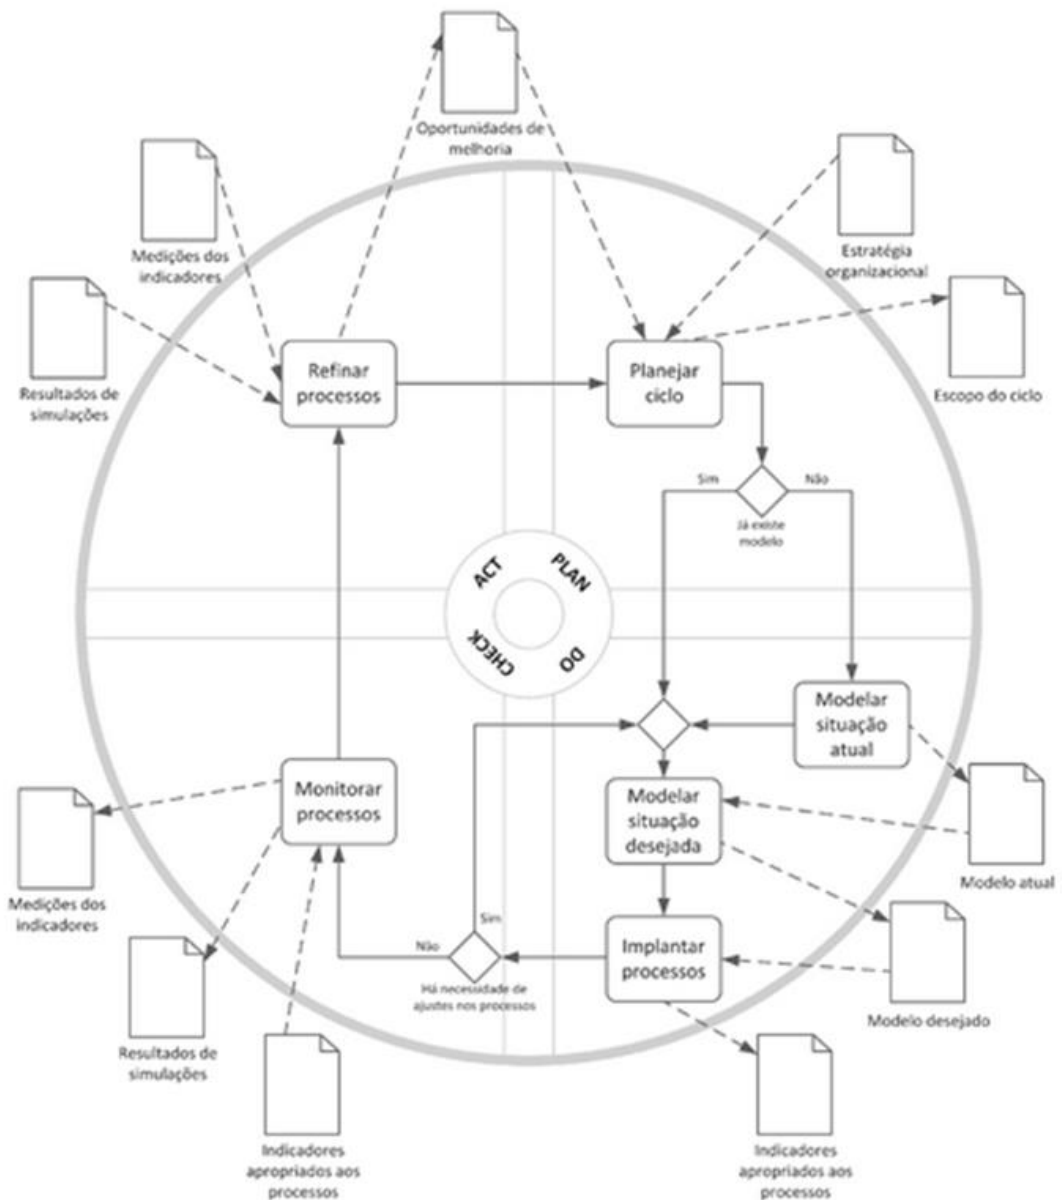 Oportunidades de
melhoria
Medições dos
indicadores
Estratégia
organizacional
Resultados de
simulações
Escopo do ciclo
Refinar
processos
Planejar
ciclo
Sim
Não
Já existe
modelo
ACT
PLAN
CHECK
DO
Modelar
situação
atual
Monitorar
processos
Modelar
situação
desejada
Modelo atual
Medições dos
indicadores
Sim
Não
Há necessidade de
ajustes nos processos
Implantar
processos
Modelo desejado
Resultados de
simulações
Indicadores
apropriados aos
processos
Indicadores
apropriados aos
processos